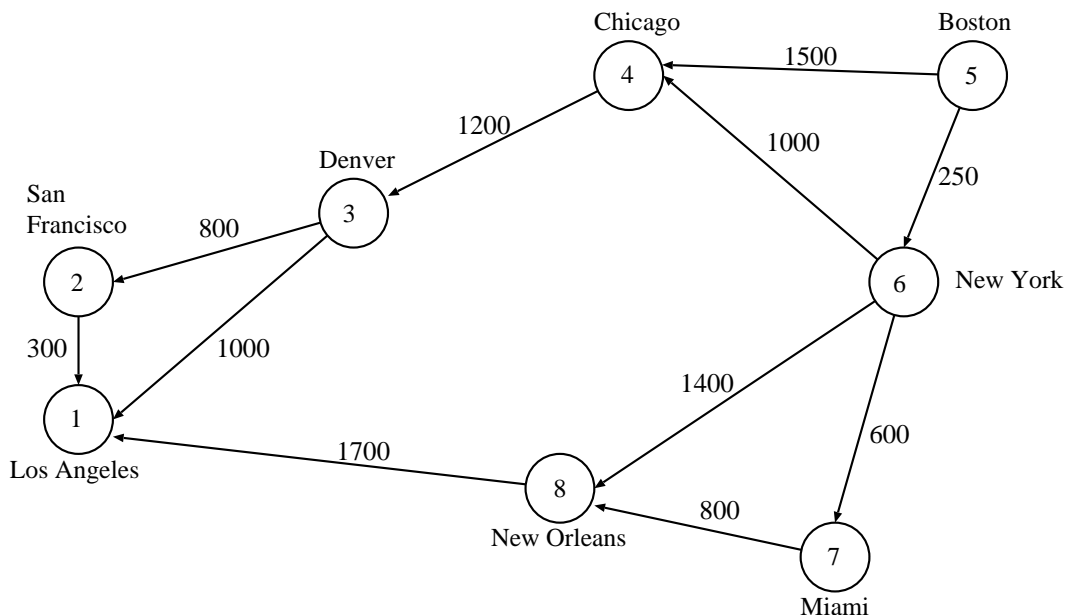 Chicago
Boston
4
1500
5
1200
1000
Denver
250
San
Francisco
800
3
2
6
New York
300
1000
1
1400
600
Los Angeles
1700
8
800
New Orleans
7
Miami